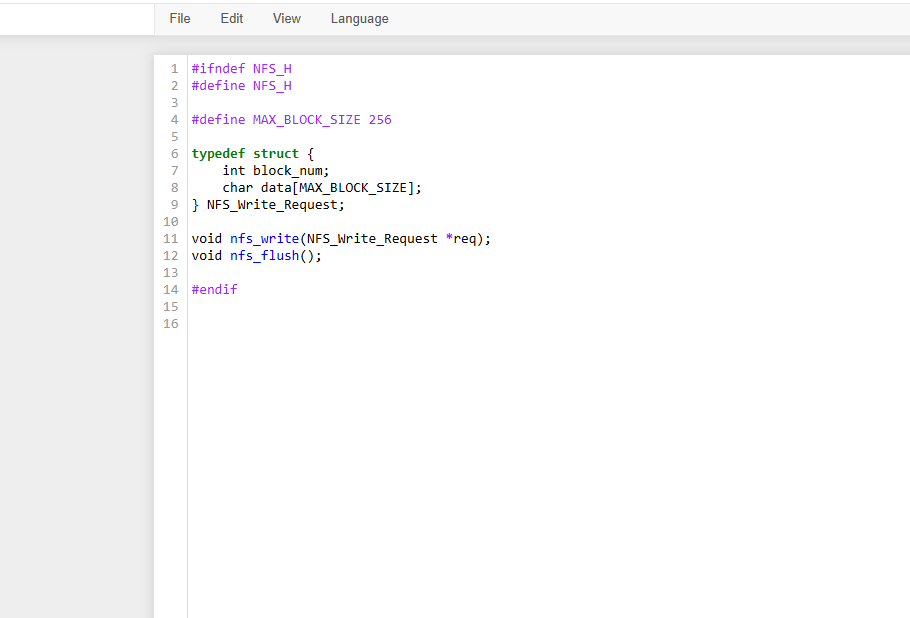 File Edit View Language
1 #ifndef NFS_H
2 #define NFS_H
3
4 #define MAX_BLOCK_SIZE 256
5
6 typedef struct {
7     int block_num;
8     char data[MAX_BLOCK_SIZE];
9 } NFS_Write_Request;
10
11 void nfs_write(NFS_Write_Request *req);
12 void nfs_flush();
13
14 #endif
15
16